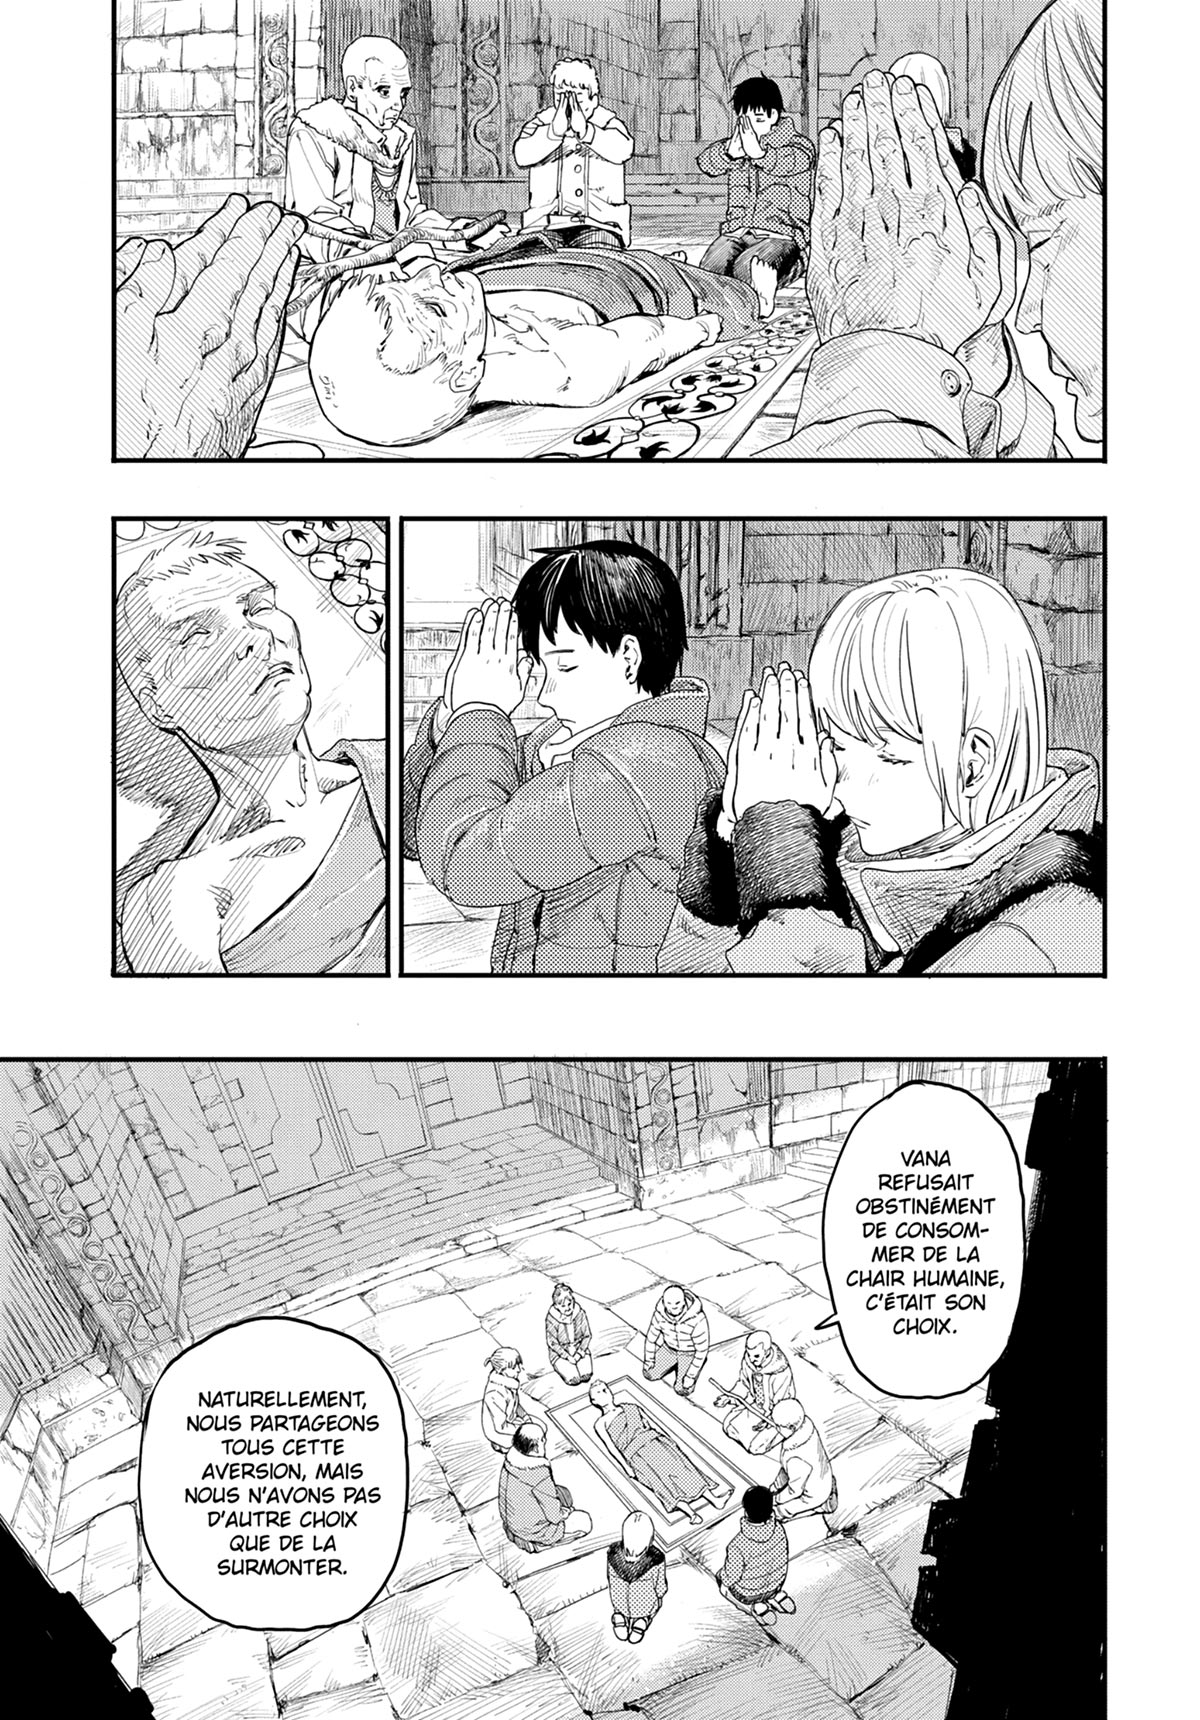 VANA
REFUSAIT
OBSTINÉMENT
DE CONSOM-
MER DE LA
CHAIR HUMAINE,
C'ÉTAIT SON
CHOIX.
NATURELLEMENT,
NOUS PARTAGEONS
TOUS CETTE
AVERSION, MAIS
NOUS N'AVONS PAS
D'AUTRE CHOIX
QUE DE LA
SURMONTER.